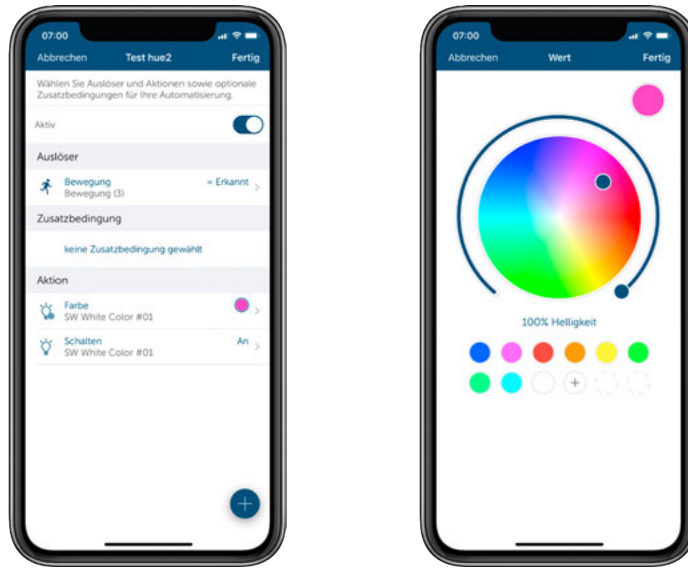 07:00
Abbrechen Test hue2 Fertig
Wählen Sie Auslöser und Aktionen sowie optionale
Zusatzbedingungen für Ihre Automatisierung.
Aktiv
Auslöser
Bewegung = Erkannt
Bewegung (3)
Zusatzbedingung
keine Zusatzbedingung gewählt
Aktion
Farbe
SW White Color #01
Schalten An
SW White Color #01
07:00
Abbrechen Wert Fertig
100% Helligkeit